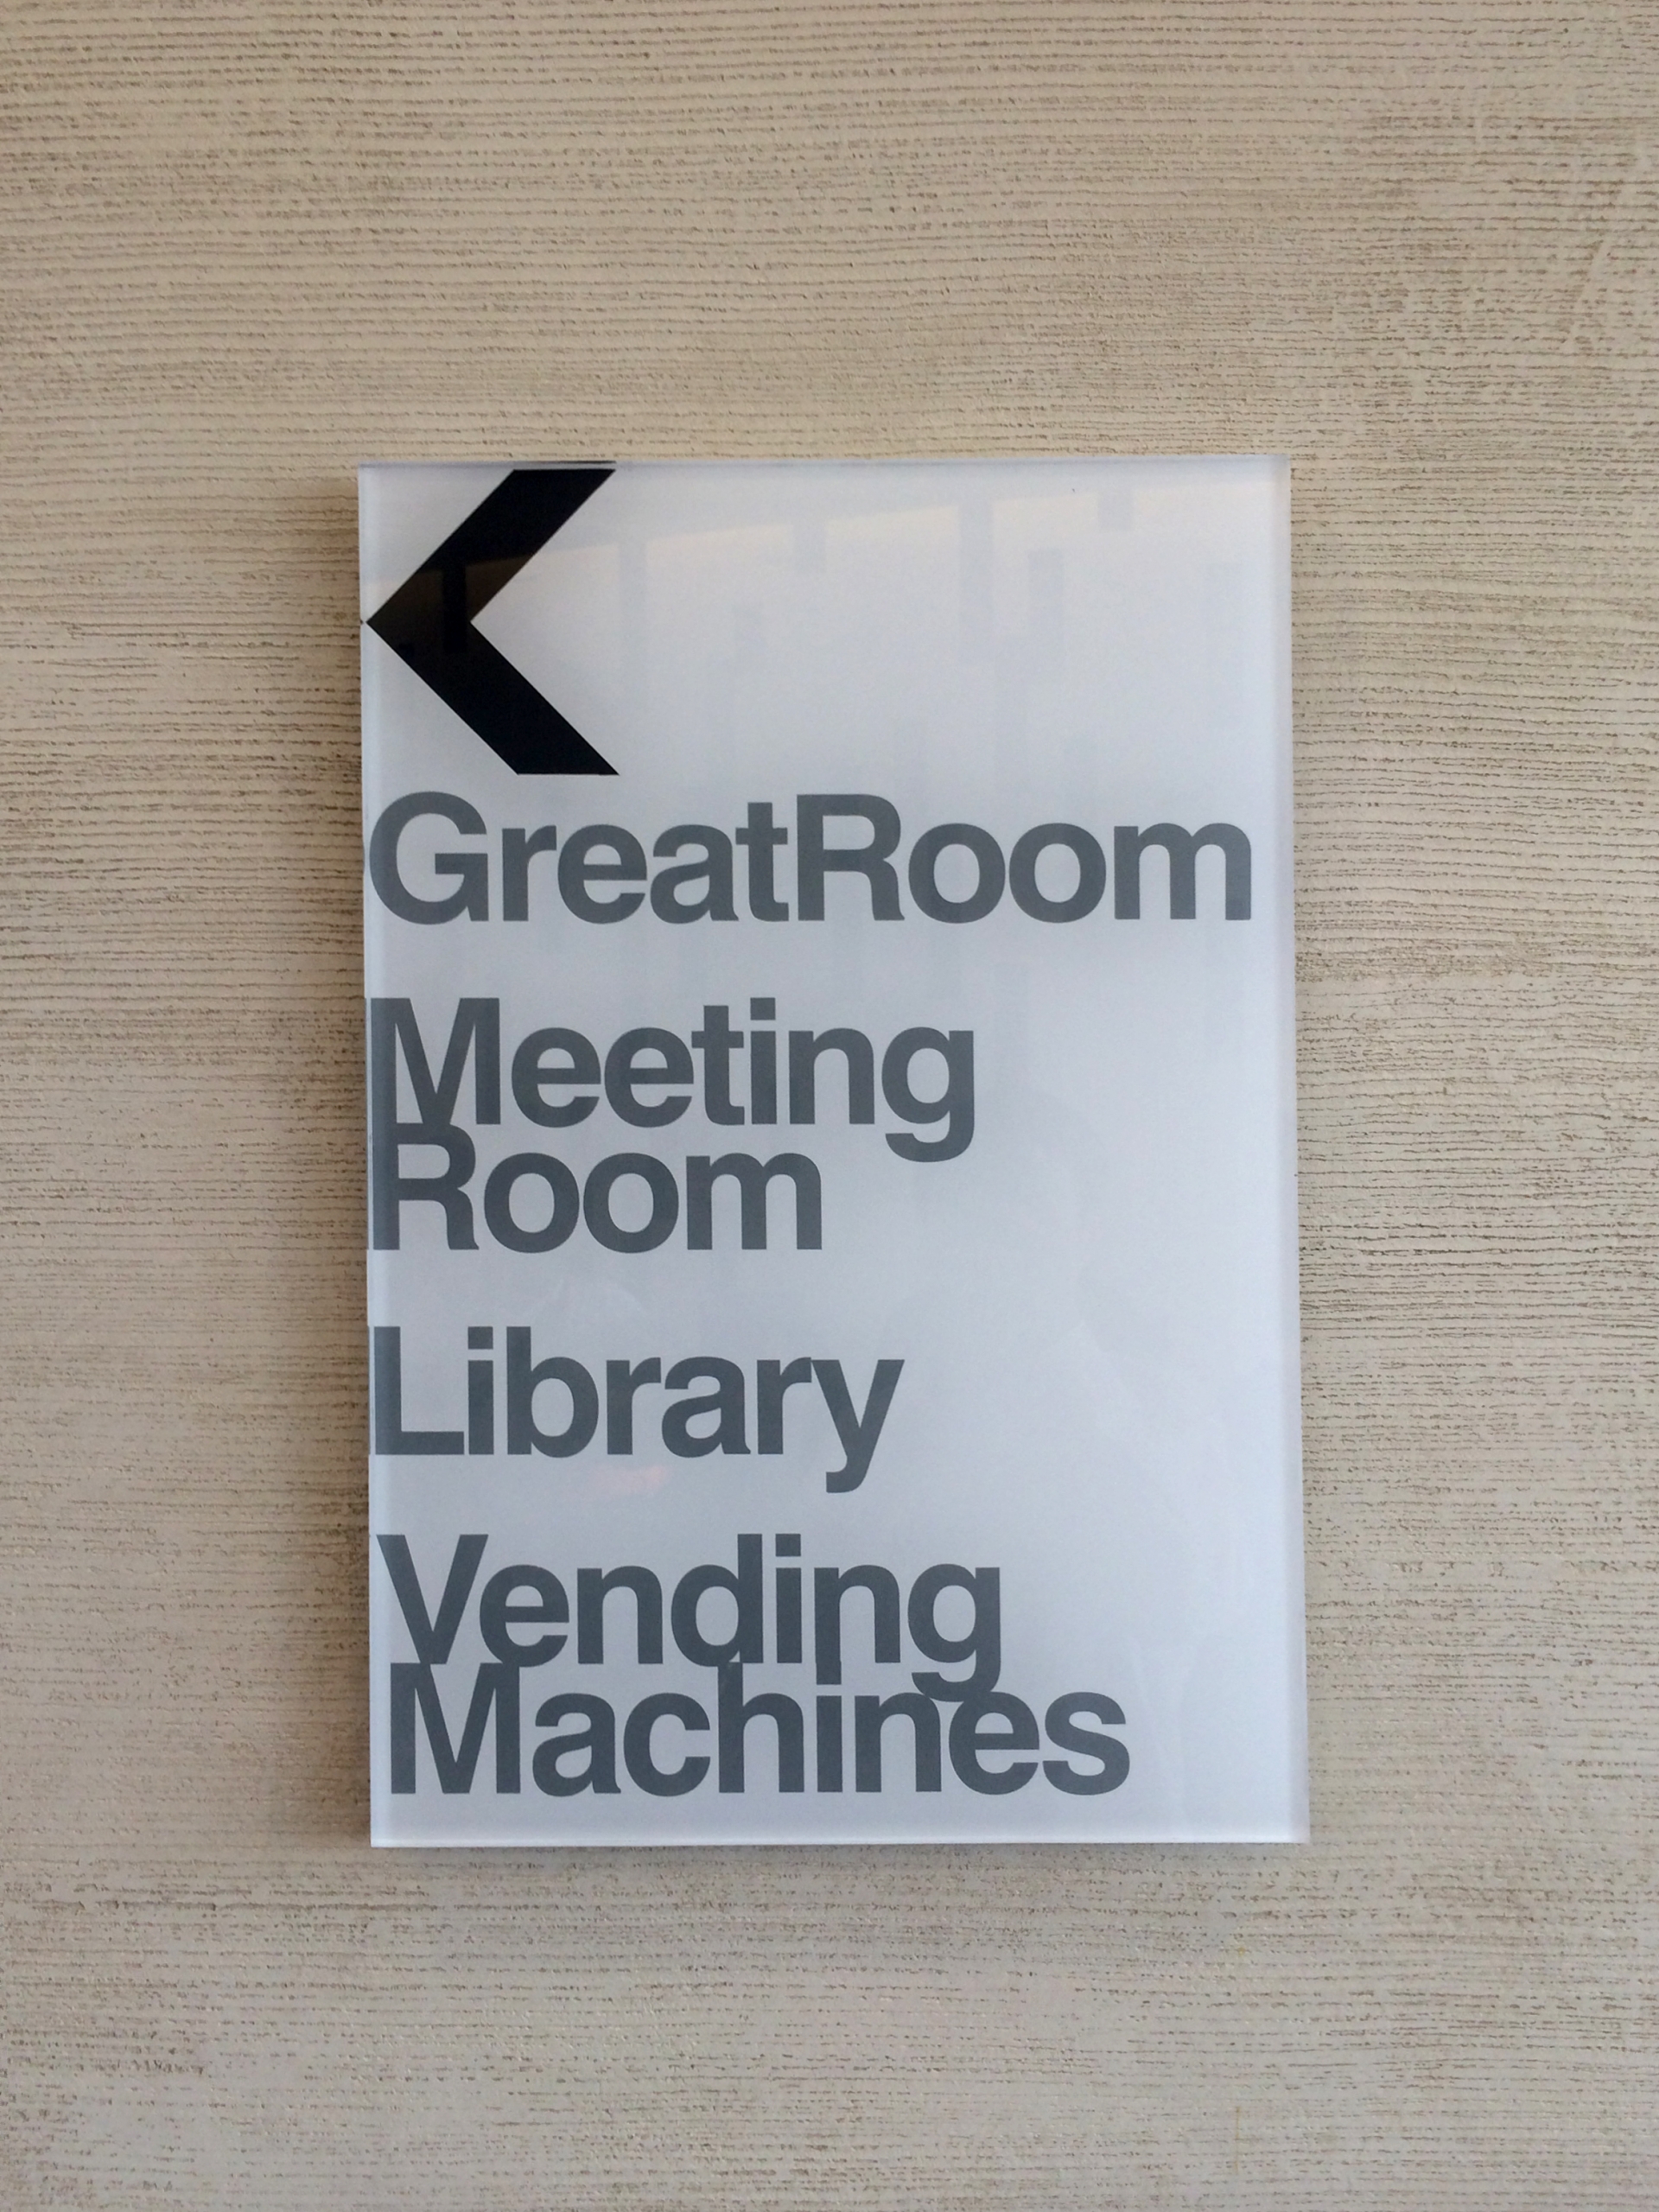 GreatRoom
Meeting
Room
Library
Vending
Machines